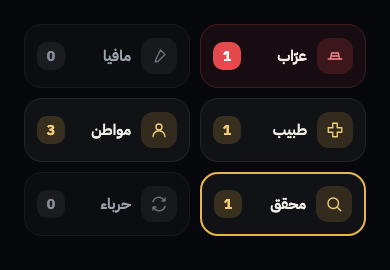 عرّاب 1
مافيا 0
طبيب 1
مواطن 3
محقق 1
حرباء 0